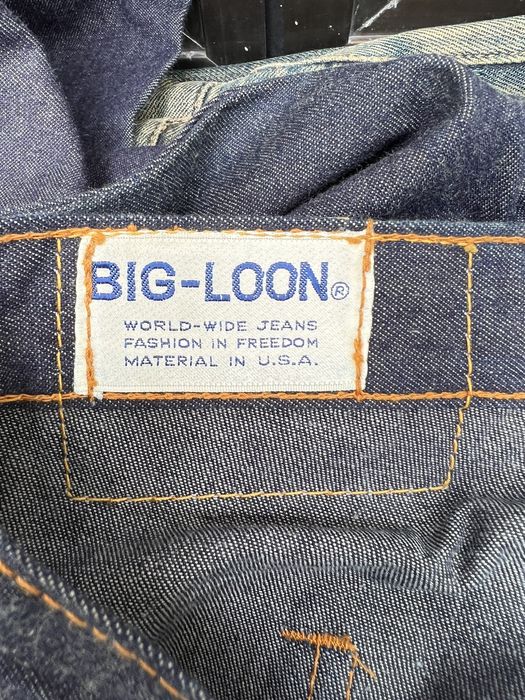 BIG-LOON®
WORLD-WIDE JEANS
FASHION IN FREEDOM
MATERIAL IN U.S.A.